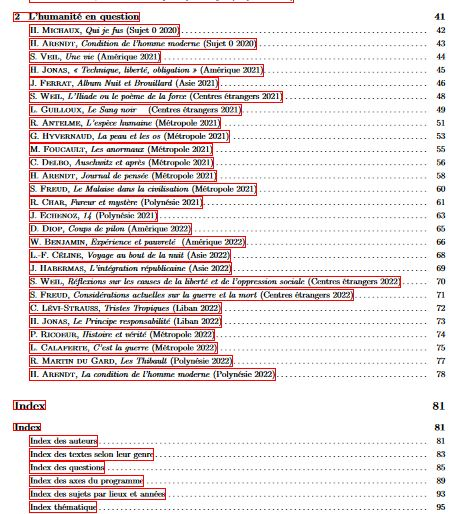 2 L'humanité en question 41
H. MICHAUX, Qui je fus (Sujet 0 2020) 42
H. ARENDT, Condition de l'homme moderne (Sujet 0 2020) 43
S. VEIL, Une vie (Amérique 2021) 44
H. JONAS, « Technique, liberté, obligation » (Amérique 2021) 45
J. FERRAT, Album Nuit et Brouillard (Asie 2021) 46
S. WEIL, L'Iliade ou le poème de la force (Centres étrangers 2021) 48
L. GUILLOUX, Le Sang noir (Centres étrangers 2021) 49
R. ANTELME, L'espèce humaine (Métropole 2021) 51
G. HYVERNAUD, La peau et les os (Métropole 2021) 53
M. FOUCAULT, Les anormaux (Métropole 2021) 55
C. DELBO, Auschwitz et après (Métropole 2021) 56
H. ARENDT, Journal de pensée (Métropole 2021) 58
S. FREUD, Le Malaise dans la civilisation (Métropole 2021) 60
R. CHAR, Fureur et mystère (Polynésie 2021) 61
J. ECHENOZ, 14 (Polynésie 2021) 63
D. DIOP, Coups de pilon (Amérique 2022) 65
W. BENJAMIN, Expérience et pauvreté (Amérique 2022) 66
L.-F. CÉLINE, Voyage au bout de la nuit (Asie 2022) 68
J. HABERMAS, L'intégration républicaine (Asie 2022) 69
S. WEIL, Réflexions sur les causes de la liberté et de l'oppression sociale (Centres étrangers 2022) 70
S. FREUD, Considérations actuelles sur la guerre et la mort (Centres étrangers 2022) 71
C. LÉVI-STRAUSS, Tristes Tropiques (Liban 2022) 72
H. JONAS, Le Principe responsabilité (Liban 2022) 73
P. RICOEUR, Histoire et vérité (Métropole 2022) 74
L. CALAFERTE, C'est la guerre (Métropole 2022) 75
R. MARTIN DU GARD, Les Thibault (Polynésie 2022) 77
H. ARENDT, La condition de l'homme moderne (Polynésie 2022) 78
Index 81
Index 81
Index des auteurs 81
Index des textes selon leur genre 83
Index des questions 85
Index des axes du programme 89
Index des sujets par lieux et années 93
Index thématique 95